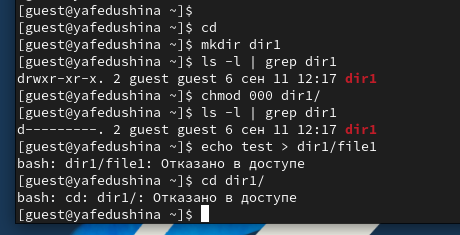 [guest@yafedushina ~]$
[guest@yafedushina ~]$ cd
[guest@yafedushina ~]$ mkdir dir1
[guest@yafedushina ~]$ ls -l | grep dir1
drwxr-xr-x. 2 guest guest 6 сен 11 12:17 dir1
[guest@yafedushina ~]$ chmod 000 dir1/
[guest@yafedushina ~]$ ls -l | grep dir1
d---------. 2 guest guest 6 сен 11 12:17 dir1
[guest@yafedushina ~]$ echo test > dir1/file1
bash: dir1/file1: Отказано в доступе
[guest@yafedushina ~]$ cd dir1/
bash: cd: dir1/: Отказано в доступе
[guest@yafedushina ~]$